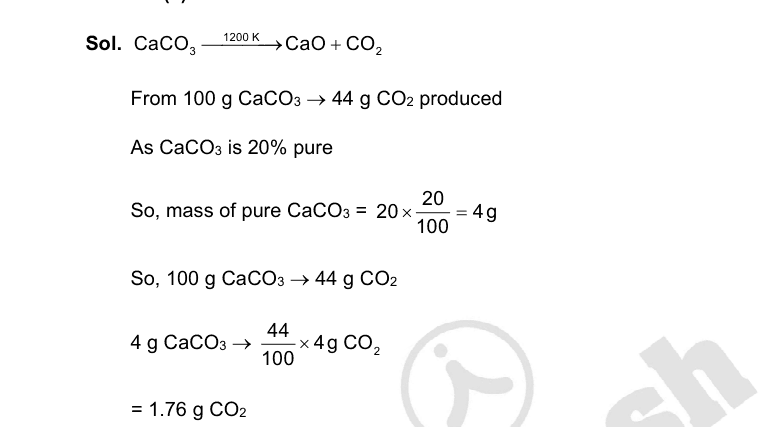 Sol. CaCO₃ —1200 K→ CaO + CO₂
From 100 g CaCO₃ → 44 g CO₂ produced
As CaCO₃ is 20% pure
So, mass of pure CaCO₃ = 20 × 20/100 = 4 g
So, 100 g CaCO₃ → 44 g CO₂
4 g CaCO₃ → 44/100 × 4 g CO₂
= 1.76 g CO₂
sh